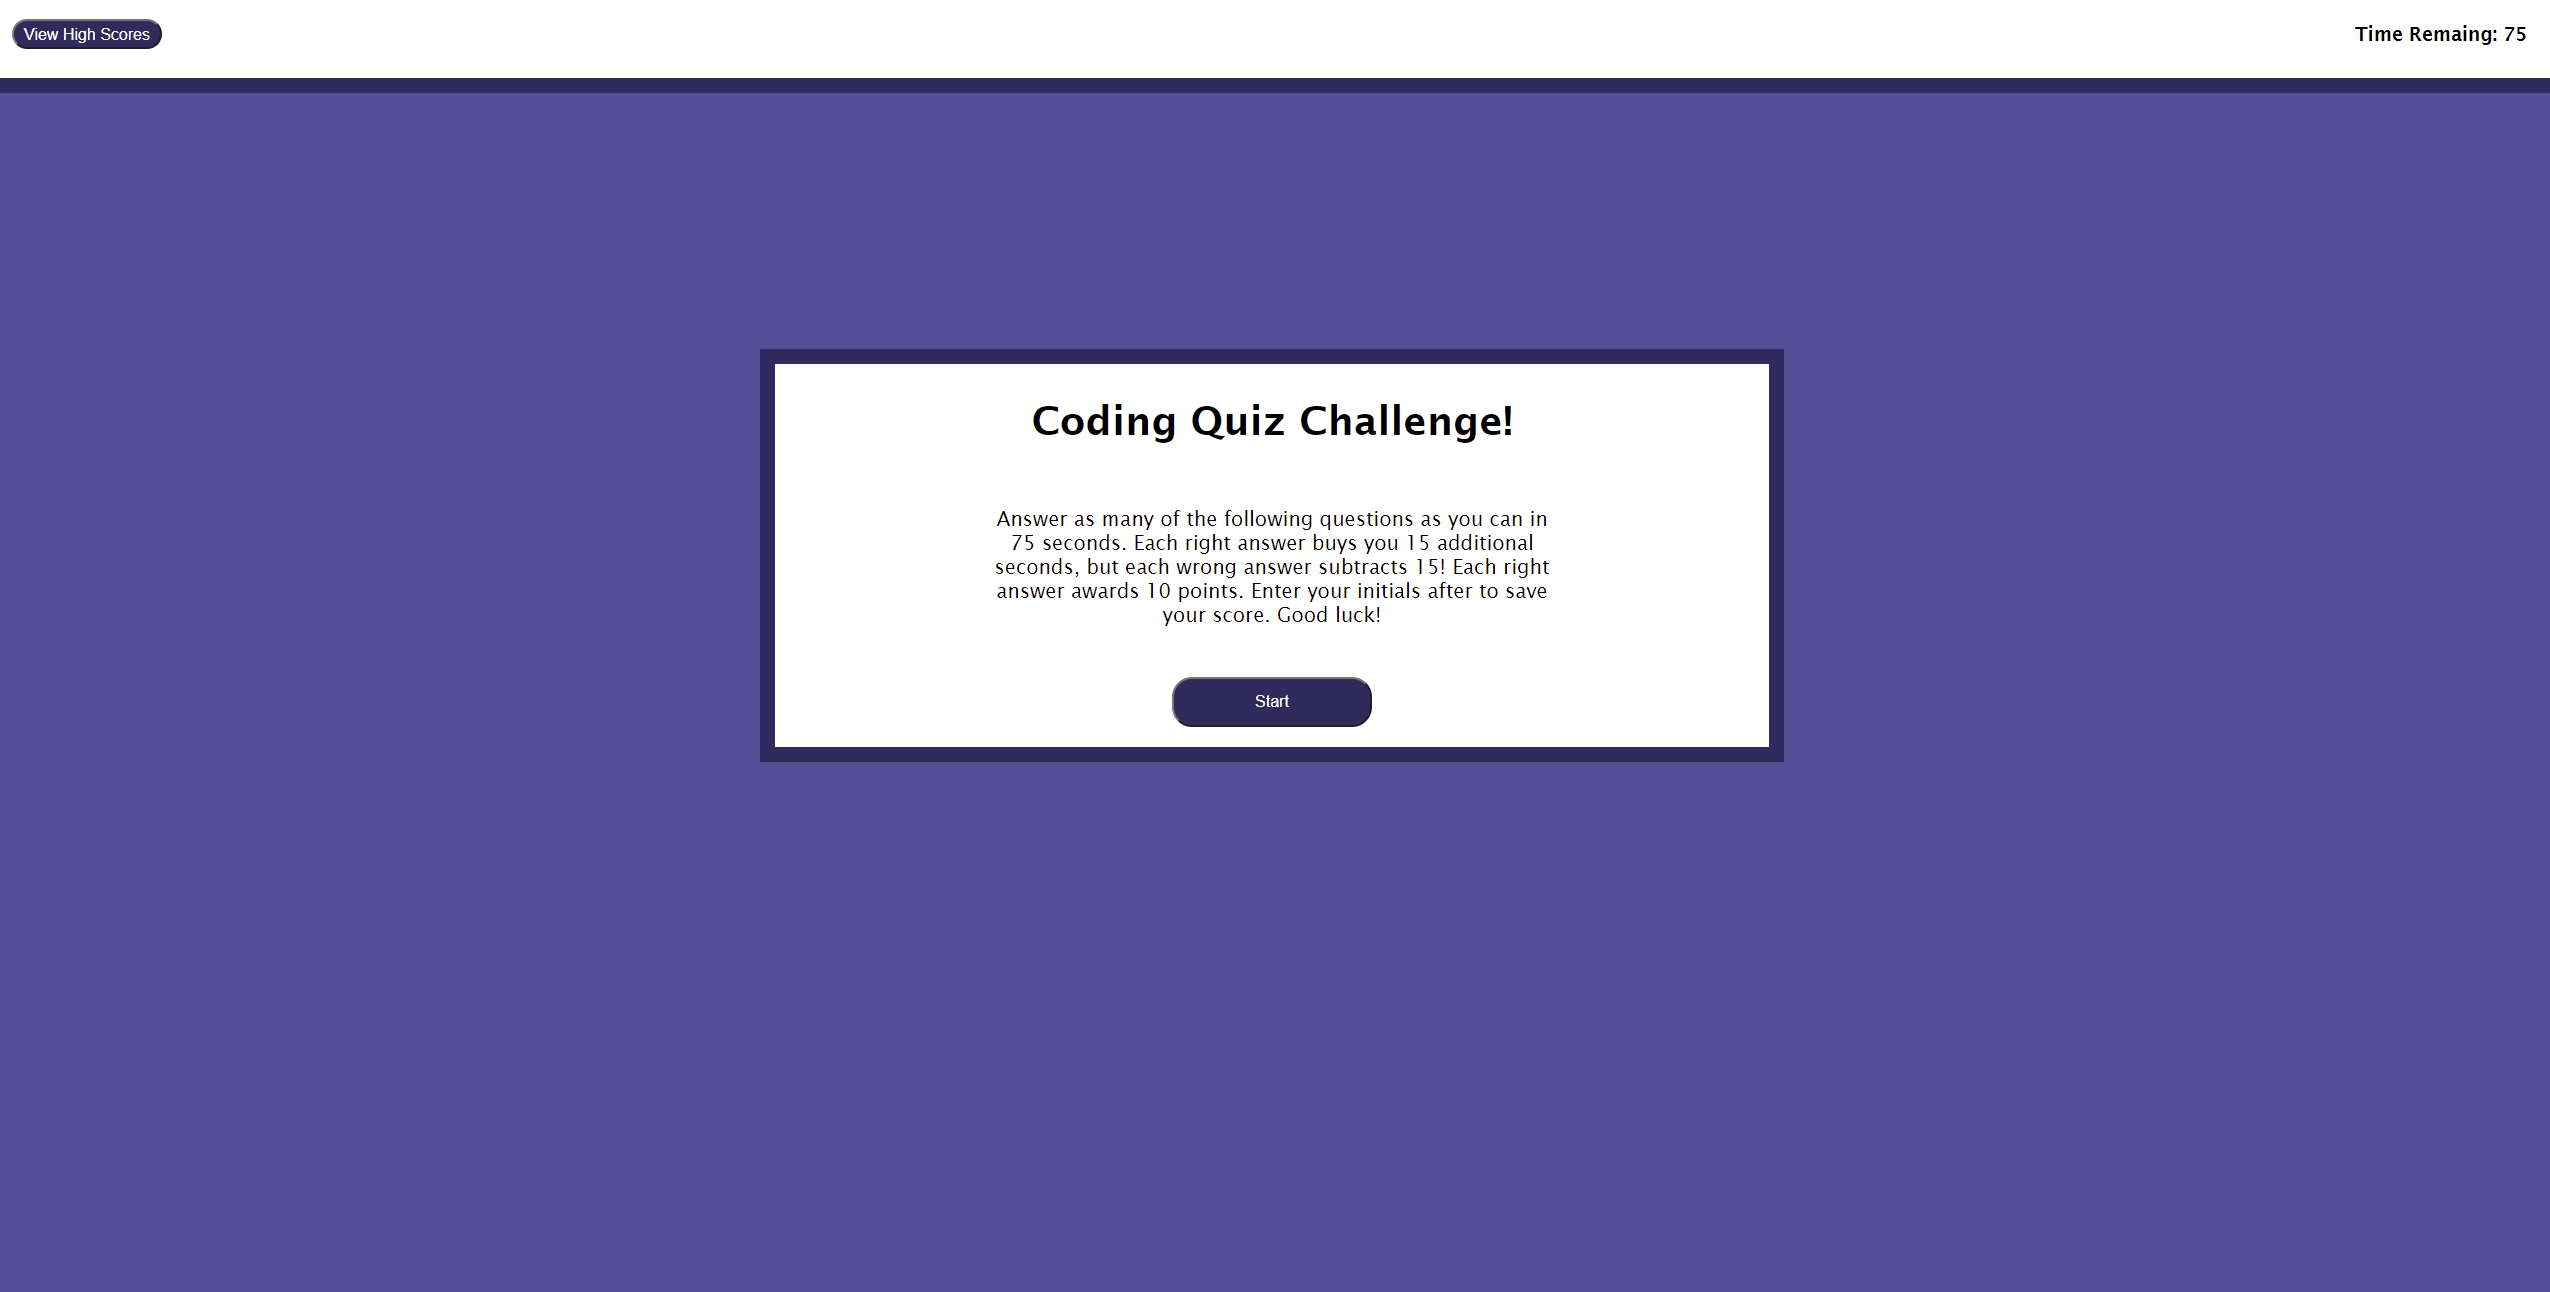 View High Scores
Time Remaing: 75
Coding Quiz Challenge!
Answer as many of the following questions as you can in
75 seconds. Each right answer buys you 15 additional
seconds, but each wrong answer subtracts 15! Each right
answer awards 10 points. Enter your initials after to save
your score. Good luck!
Start